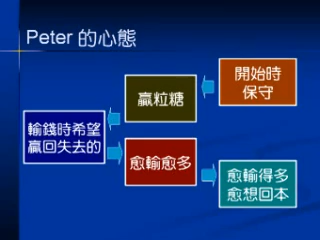 Peter 的心態
開始時
保守
贏粒糖
輸錢時希望
贏回失去的
愈輸愈多
愈輸得多
愈想回本